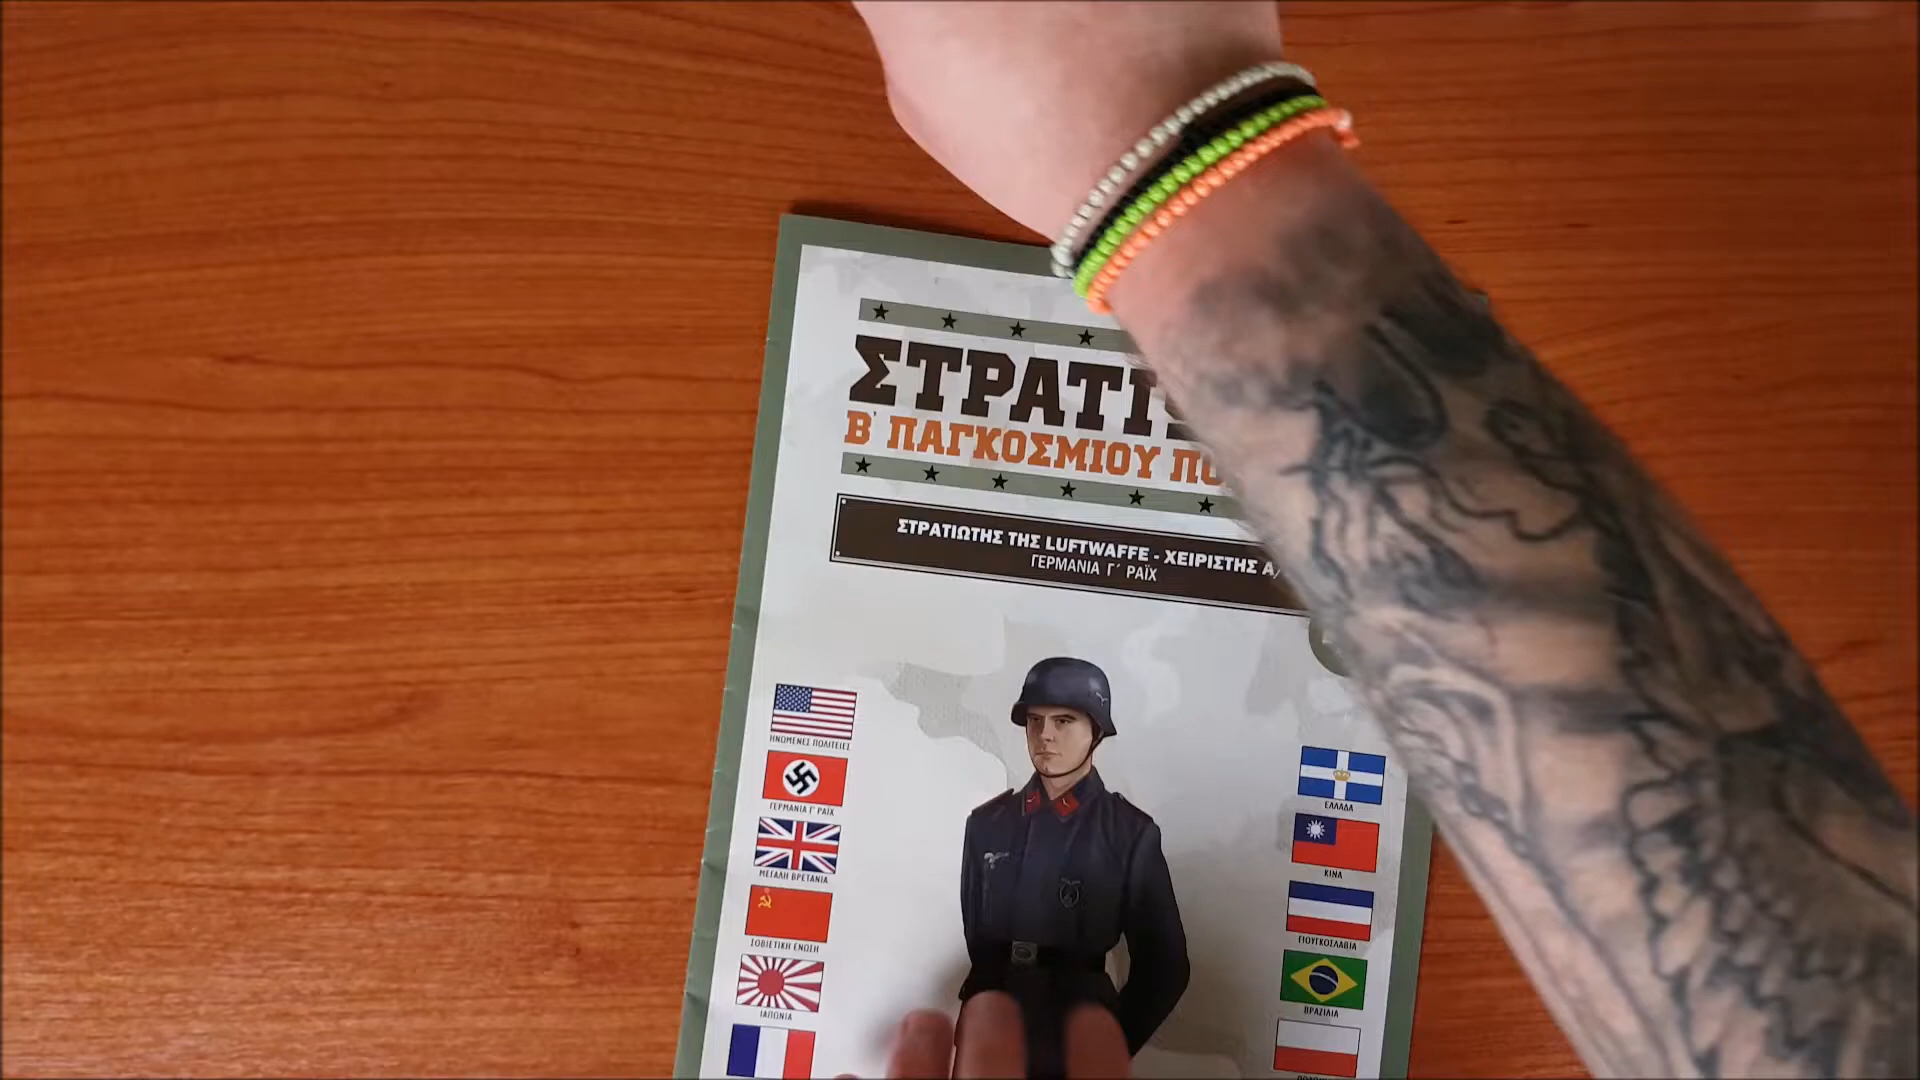 ΣΤΡΑΤΙ
Β' ΠΑΓΚΟΣΜΙΟΥ ΠΟ
ΣΤΡΑΤΙΩΤΗΣ ΤΗΣ LUFTWAFFE - ΧΕΙΡΙΣΤΗΣ Α/
ΓΕΡΜΑΝΙΑ Γ΄ ΡΑΪΧ
ΗΝΩΜΕΝΕΣ ΠΟΛΙΤΕΙΕΣ
ΓΕΡΜΑΝΙΑ Γ' ΡΑΪΧ
ΜΕΓΑΛΗ ΒΡΕΤΑΝΙΑ
ΣΟΒΙΕΤΙΚΗ ΕΝΩΣΗ
ΙΑΠΩΝΙΑ
ΕΛΛΑΔΑ
ΚΙΝΑ
ΓΙΟΥΓΚΟΣΛΑΒΙΑ
ΒΡΑΖΙΛΙΑ